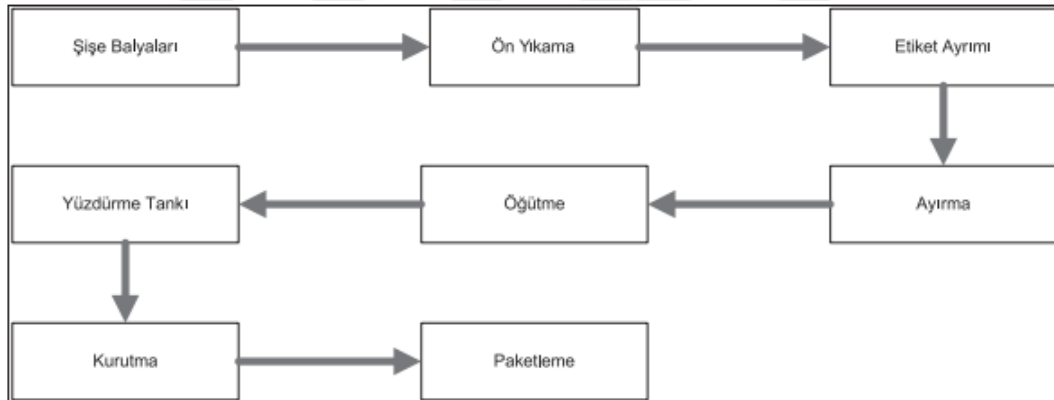 Şişe Balyaları
Ön Yıkama
Etiket Ayrımı
Ayırma
Öğütme
Yüzdürme Tankı
Kurutma
Paketleme